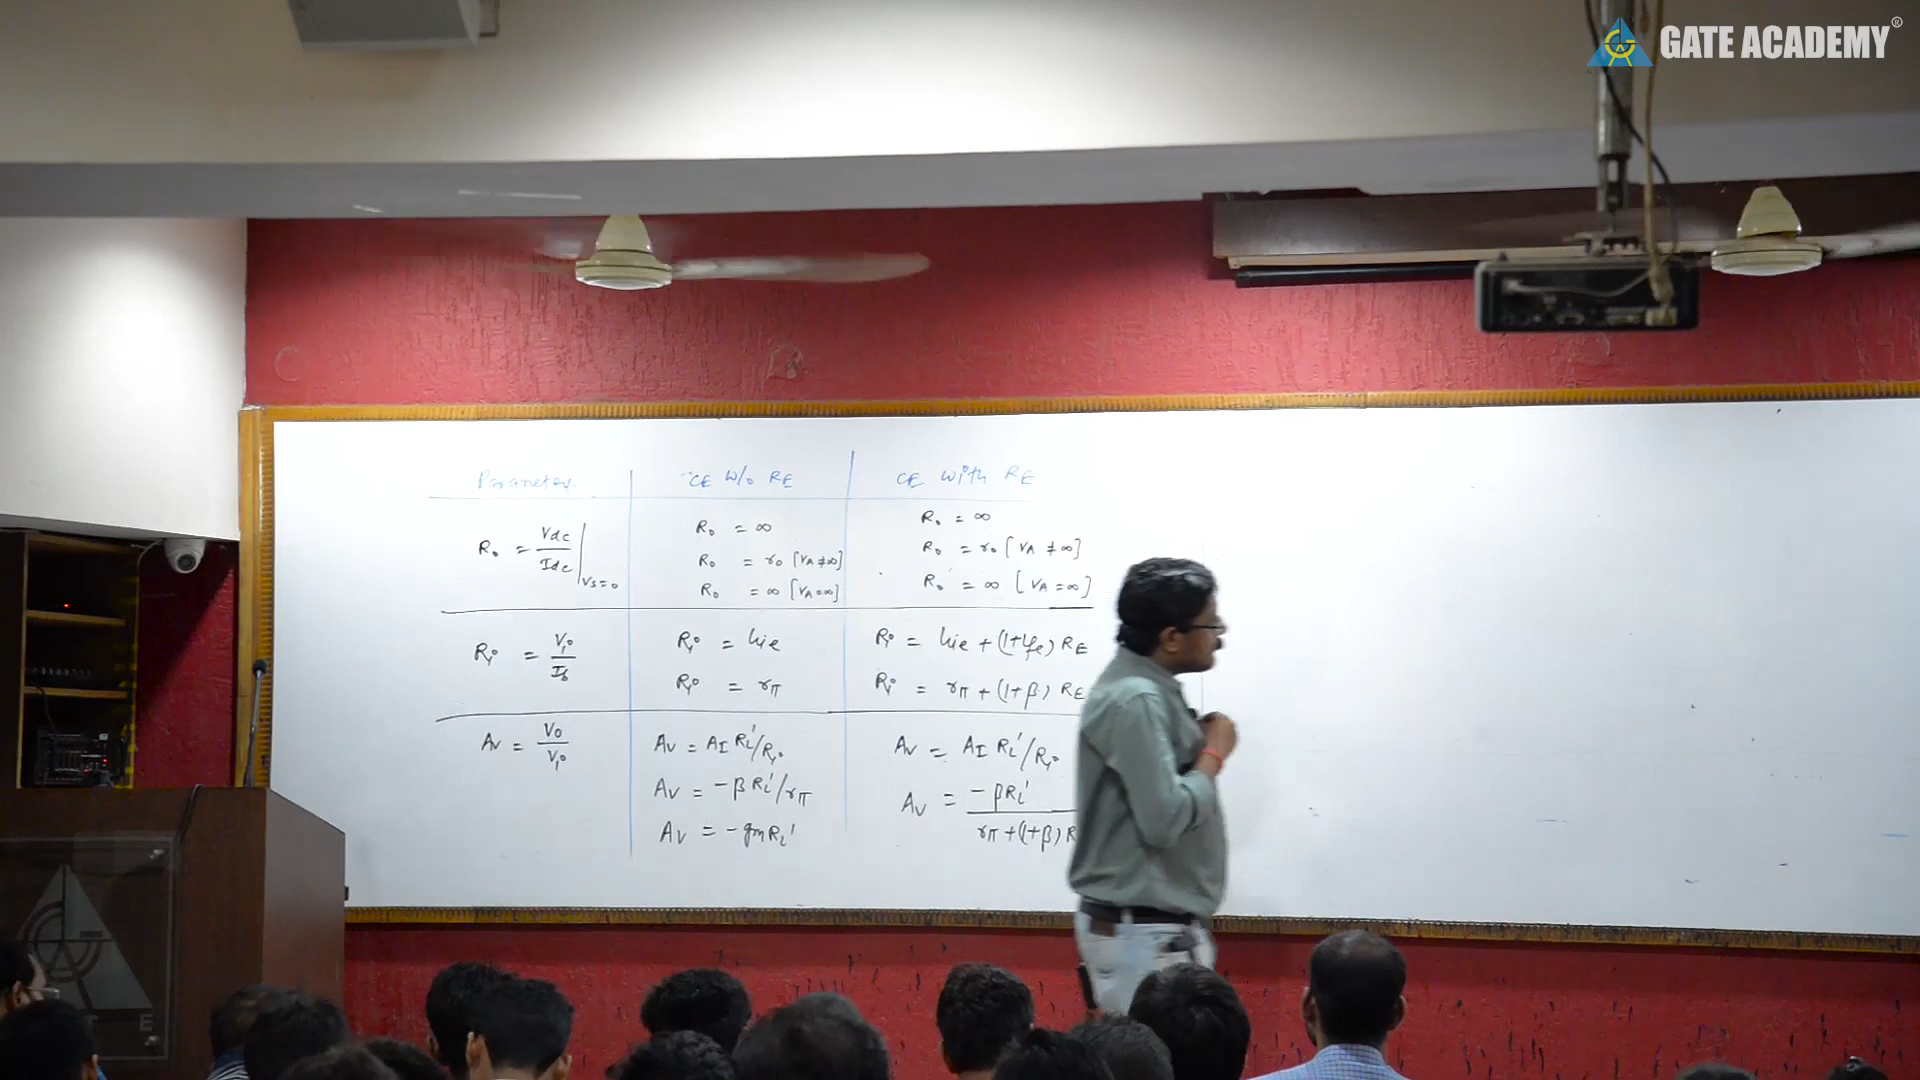 GATE ACADEMY®
Parameter. CE W/o RE CE with RE
Ro = Vdc/Idc |Vs=0
Ro = ∞
Ro = ro [VA≠∞]
Ro = ∞ [VA=∞]
Ro = ∞
Ro = ro [VA ≠∞]
Ro = ∞ [VA=∞]
Ri = Vi/Ib
Ri = hie
Ri = rπ
Ri = hie + (1+hfe) RE
Ri = rπ + (1+β) RE
Av = Vo/Vi
Av = AI RL'/Ri
Av = -β RL'/rπ
Av = -gm RL'
Av = AI RL'/Ri
Av = -βRL' / rπ+(1+β) R
E